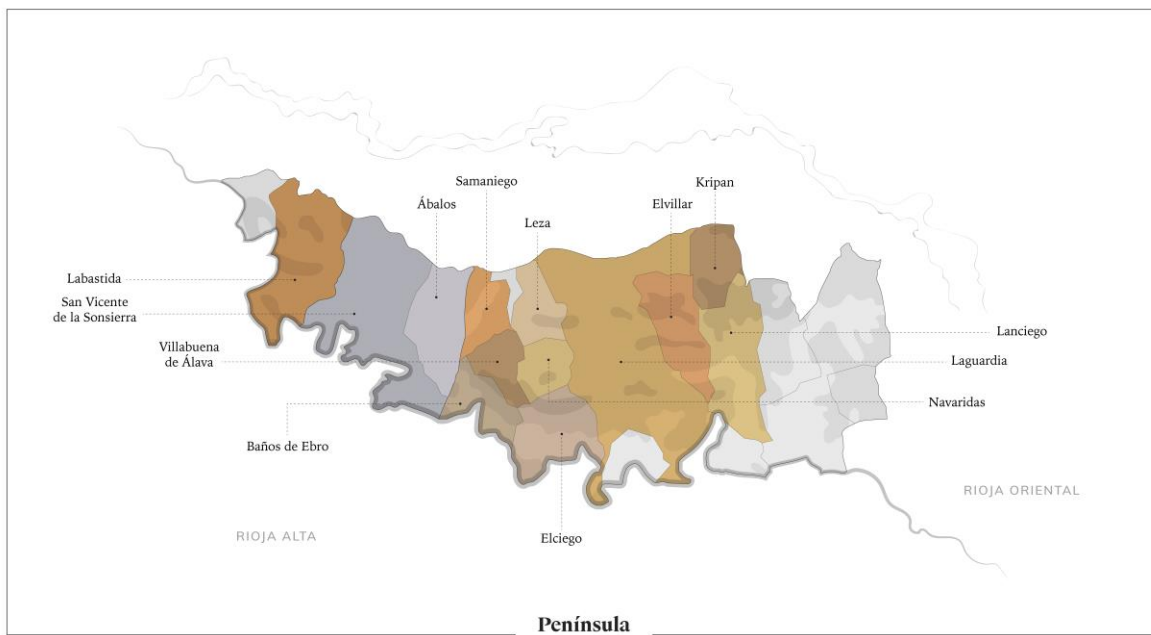 Samaniego
Kripan
Ábalos
Elvillar
Leza
Labastida
San Vicente
de la Sonsierra
Lanciego
Villabuena
de Álava
Laguardia
Navaridas
Baños de Ebro
RIOJA ORIENTAL
RIOJA ALTA
Elciego
Península